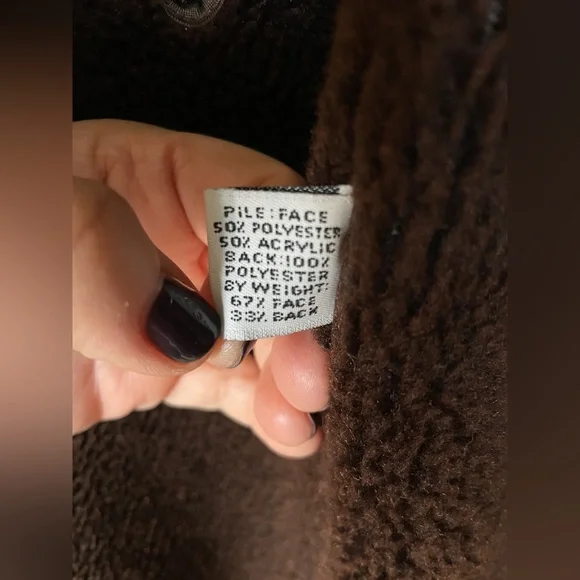 PILE:FACE
50% POLYESTER
50% ACRYLIC
BACK:100%
POLYESTER
BY WEIGHT:
67% FACE
33% BACK